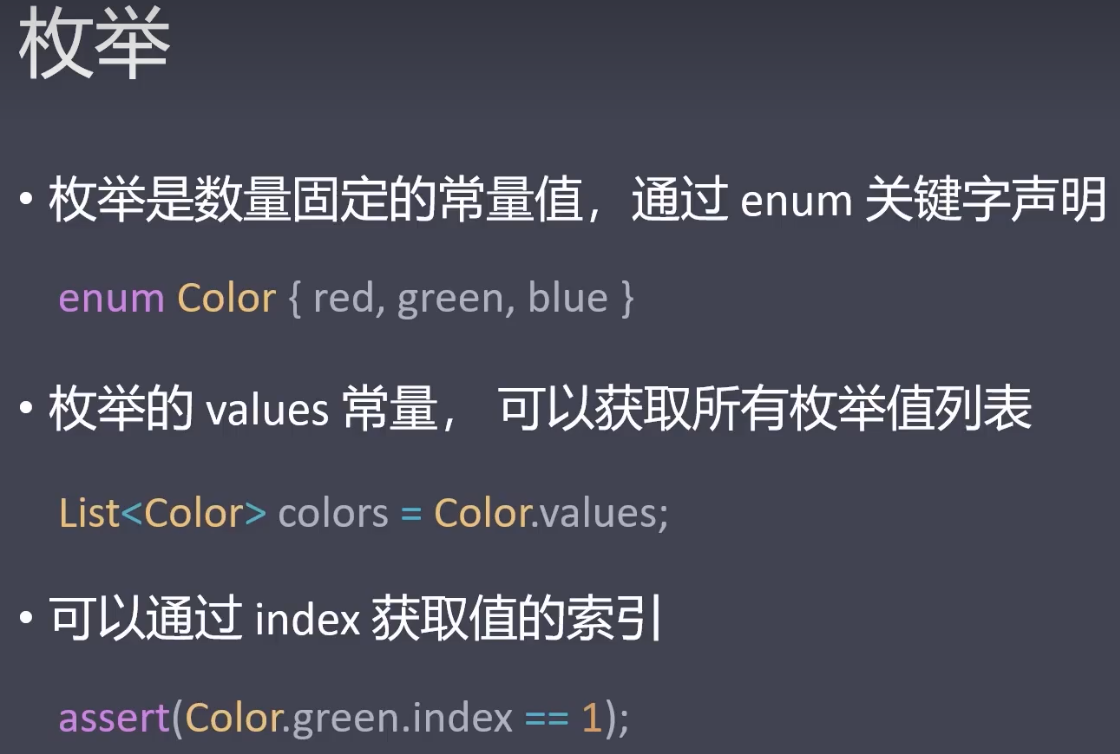 枚举
• 枚举是数量固定的常量值，通过 enum 关键字声明
enum Color { red, green, blue }
• 枚举的 values 常量， 可以获取所有枚举值列表
List<Color> colors = Color.values;
• 可以通过 index 获取值的索引
assert(Color.green.index == 1);